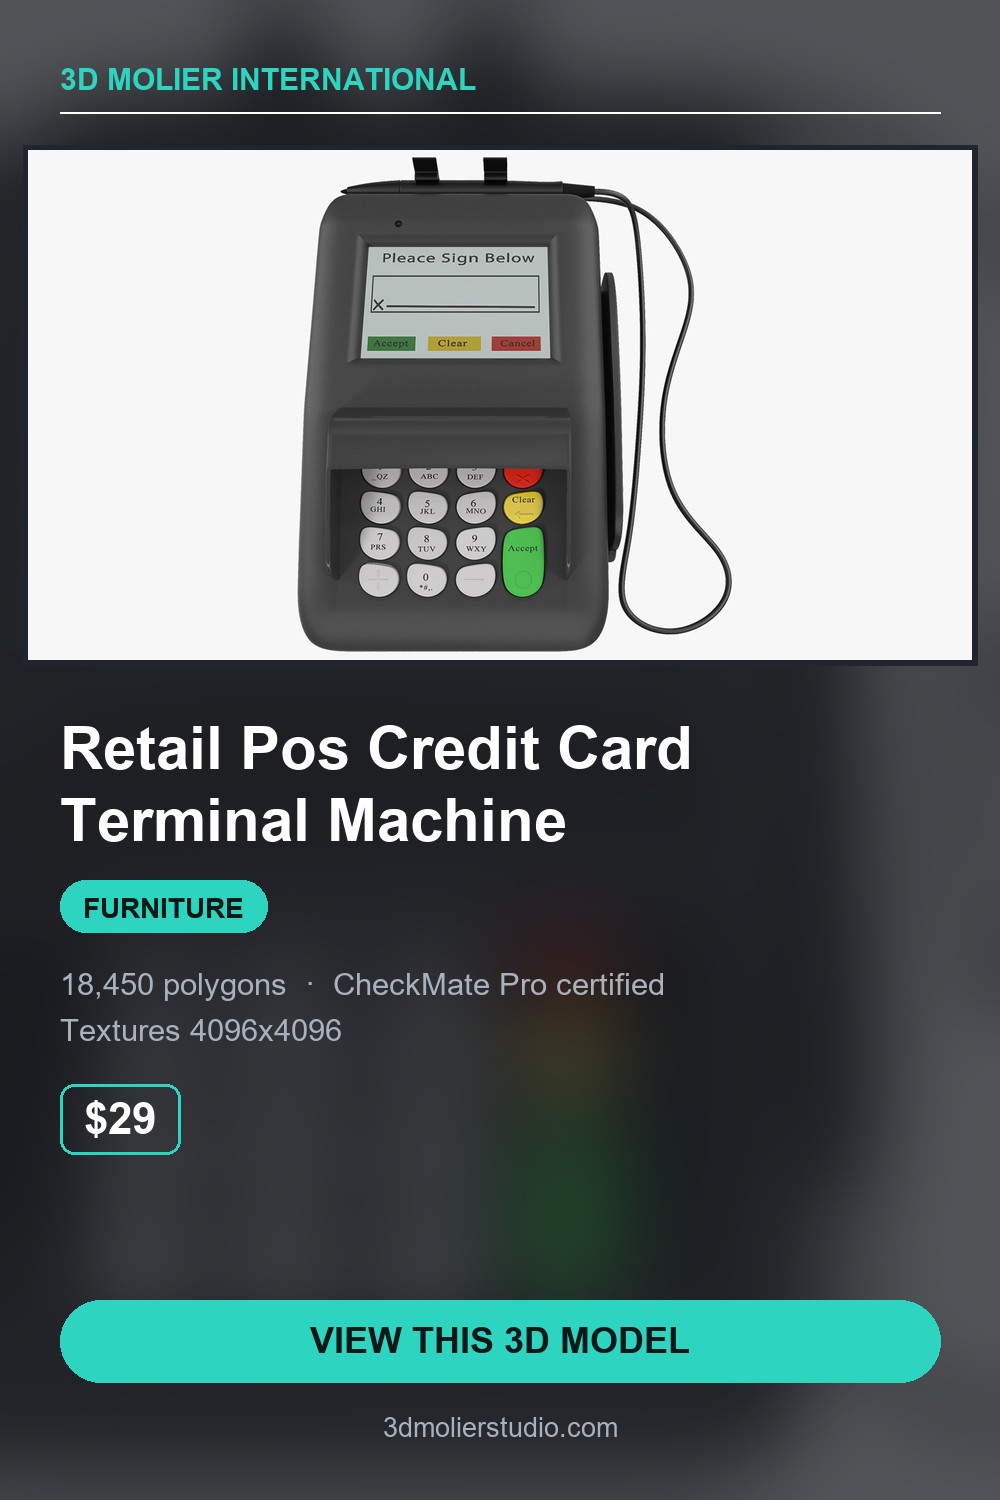 3D MOLIER INTERNATIONAL
Pleace Sign Below
X
Accept Clear Cancel
_QZ ABC DEF
4 GHI 5 JKL 6 MNO Clear
7 PRS 8 TUV 9 WXY Accept
0 *#,.
Retail Pos Credit Card
Terminal Machine
FURNITURE
18,450 polygons · CheckMate Pro certified
Textures 4096x4096
$29
VIEW THIS 3D MODEL
3dmolierstudio.com